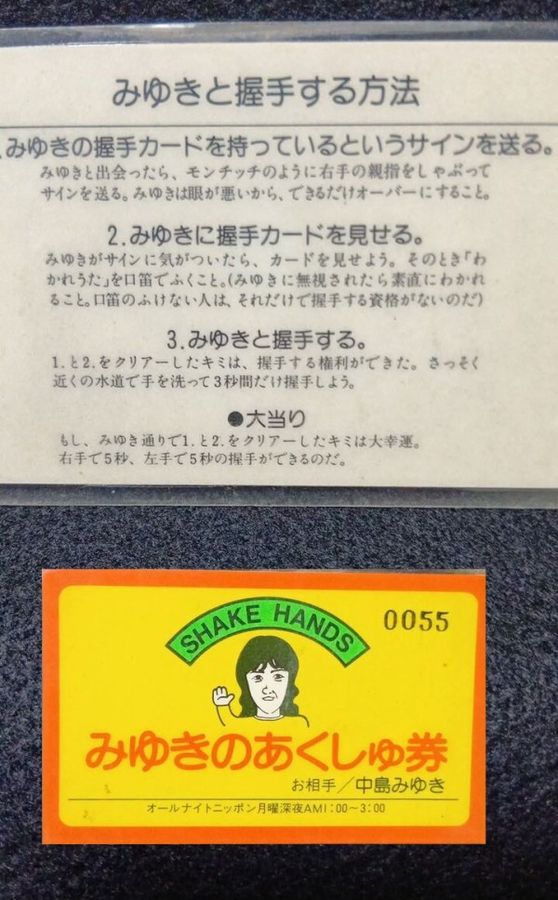 みゆきと握手する方法
.みゆきの握手カードを持っているというサインを送る。
みゆきと出会ったら、モンチッチのように右手の親指をしゃぶって
サインを送る。みゆきは眼が悪いから、できるだけオーバーにすること。
2.みゆきに握手カードを見せる。
みゆきがサインに気がついたら、カードを見せよう。そのとき「わ
かれうた」を口笛でふくこと。(みゆきに無視されたら素直にわかれ
ること。口笛のふけない人は、それだけで握手する資格がないのだ)
3.みゆきと握手する。
1.と2.をクリアーしたキミは、握手する権利ができた。さっそく
近くの水道で手を洗って3秒間だけ握手しよう。
●大当り
もし、みゆき通りで1.と2.をクリアーしたキミは大幸運。
右手で5秒、左手で5秒の握手ができるのだ。
SHAKE HANDS
0055
みゆきのあくしゅ券
お相手/中島みゆき
オールナイトニッポン月曜深夜AM1:00〜3:00